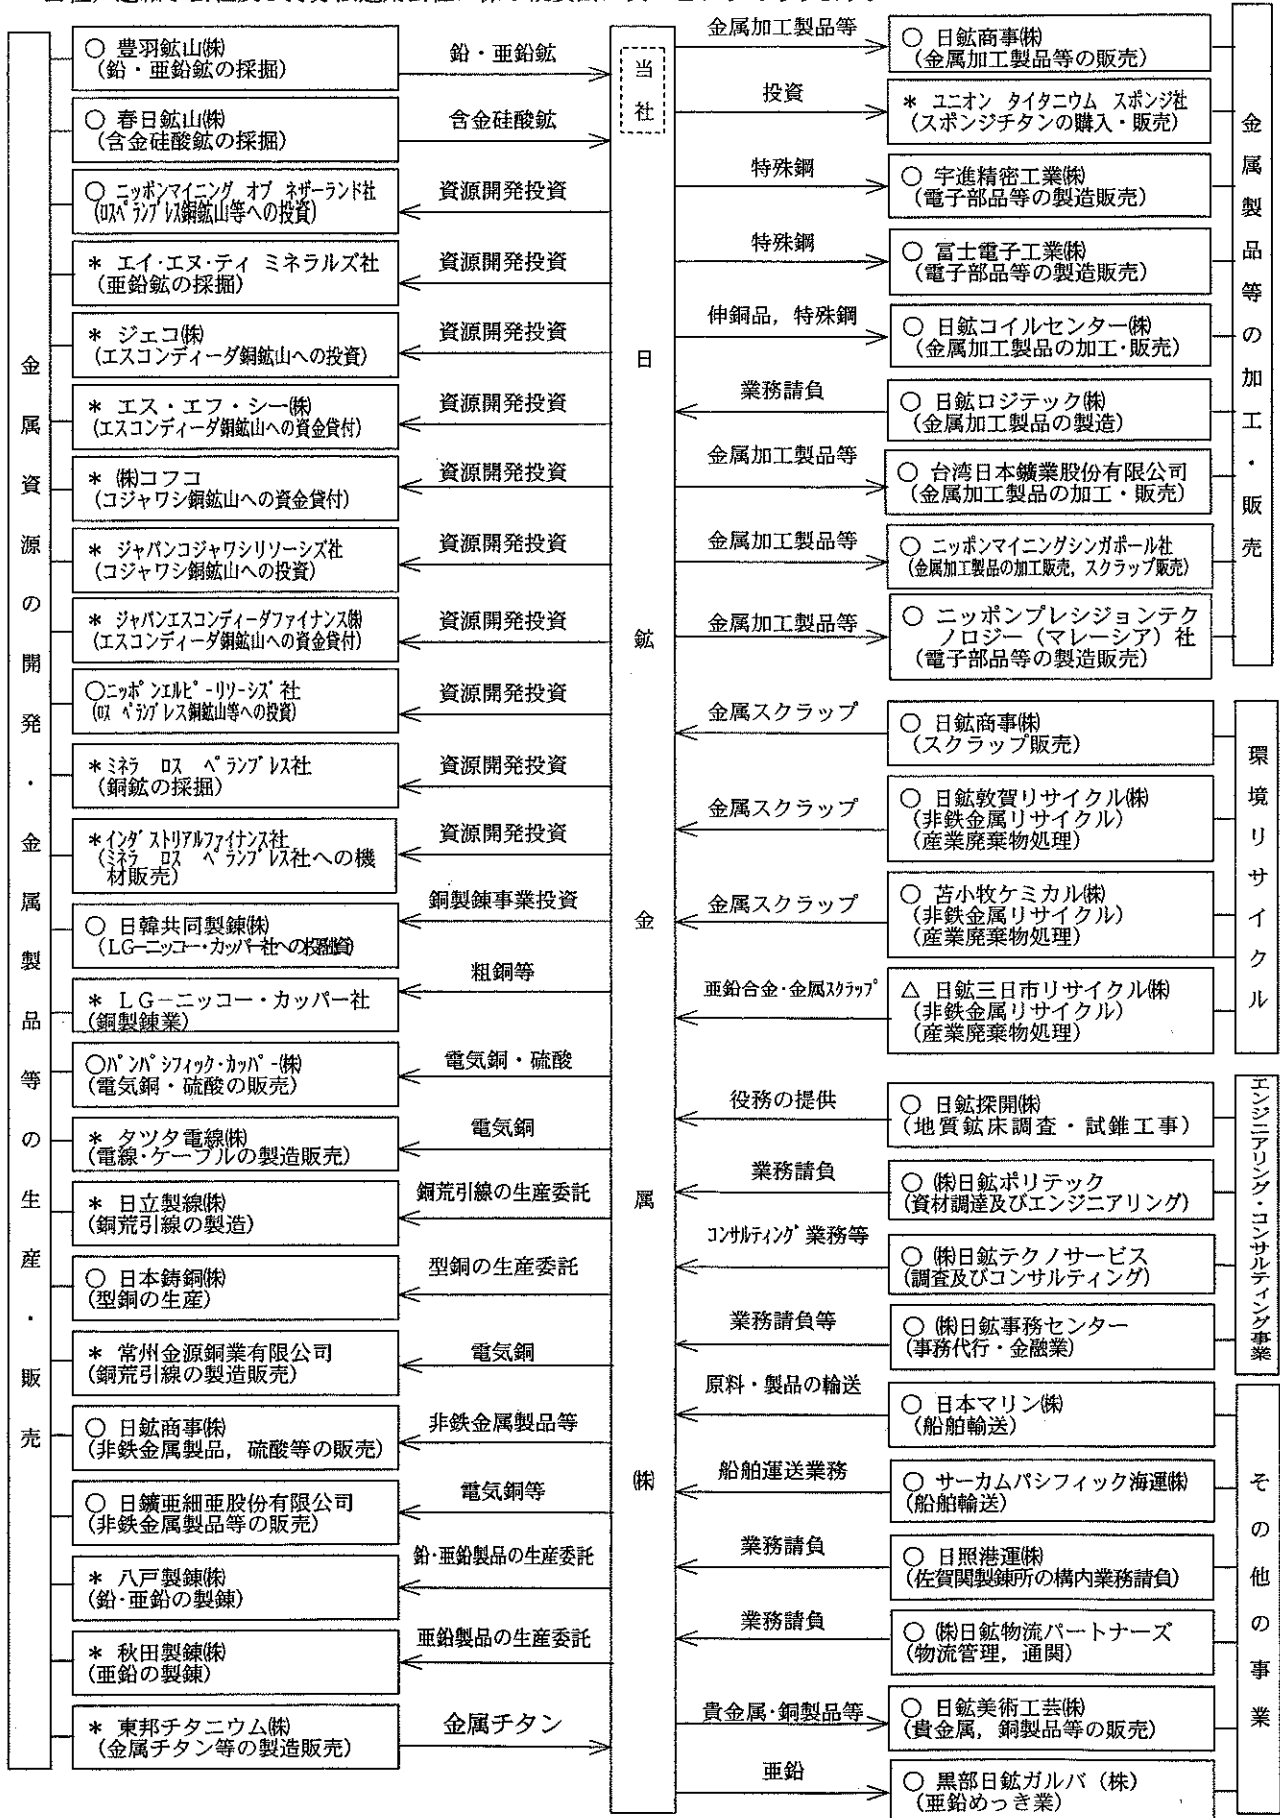 金属資源の開発・金属製品等の生産・販売
○ 豊羽鉱山㈱
(鉛・亜鉛鉱の採掘)
鉛・亜鉛鉱
○ 春日鉱山㈱
(含金硅酸鉱の採掘)
含金硅酸鉱
○ ニッポンマイニング オブ ネザーランド社
(ロスペランブレス銅鉱山等への投資)
資源開発投資
* エイ・エヌ・ティ ミネラルズ社
(亜鉛鉱の採掘)
資源開発投資
* ジェコ㈱
(エスコンディーダ銅鉱山への投資)
資源開発投資
* エス・エフ・シー㈱
(エスコンディーダ銅鉱山への資金貸付)
資源開発投資
* ㈱コフコ
(コジャワシ銅鉱山への資金貸付)
資源開発投資
* ジャパンコジャワシリソーシズ社
(コジャワシ銅鉱山への投資)
資源開発投資
* ジャパンエスコンディーダファイナンス㈱
(エスコンディーダ銅鉱山への資金貸付)
資源開発投資
○ニッポンエルピーリソーシズ社
(ロス ペランブレス銅鉱山等への投資)
資源開発投資
*ミネラ ロス ペランブレス社
(銅鉱の採掘)
資源開発投資
*インダストリアルファイナンス社
(ミネラ ロス ペランブレス社への機
材販売)
資源開発投資
○ 日韓共同製錬㈱
(LG-ニッコー・カッパー社への投融資)
銅製錬事業投資
* LG-ニッコー・カッパー社
(銅製錬業)
粗銅等
○パンパシフィック・カッパー㈱
(電気銅・硫酸の販売)
電気銅・硫酸
* タツタ電線㈱
(電線・ケーブルの製造販売)
電気銅
* 日立製線㈱
(銅荒引線の製造)
銅荒引線の生産委託
○ 日本鋳銅㈱
(型銅の生産)
型銅の生産委託
* 常州金源銅業有限公司
(銅荒引線の製造販売)
電気銅
○ 日鉱商事㈱
(非鉄金属製品,硫酸等の販売)
非鉄金属製品等
○ 日鑛亜細亜股份有限公司
(非鉄金属製品等の販売)
電気銅等
* 八戸製錬㈱
(鉛・亜鉛の製錬)
鉛・亜鉛製品の生産委託
* 秋田製錬㈱
(亜鉛の製錬)
亜鉛製品の生産委託
* 東邦チタニウム㈱
(金属チタン等の製造販売)
金属チタン
当社
日鉱金属㈱
金属加工製品等
○ 日鉱商事㈱
(金属加工製品等の販売)
投資
* ユニオン タイタニウム スポンジ社
(スポンジチタンの購入・販売)
特殊鋼
○ 宇進精密工業㈱
(電子部品等の製造販売)
特殊鋼
○ 富士電子工業㈱
(電子部品等の製造販売)
伸銅品,特殊鋼
○ 日鉱コイルセンター㈱
(金属加工製品の加工・販売)
業務請負
○ 日鉱ロジテック㈱
(金属加工製品の製造)
金属加工製品等
○ 台湾日本鑛業股份有限公司
(金属加工製品の加工・販売)
金属加工製品等
○ ニッポンマイニングシンガポール社
(金属加工製品の加工販売,スクラップ販売)
金属加工製品等
○ ニッポンプレシジョンテク
ノロジー(マレーシア)社
(電子部品等の製造販売)
金属製品等の加工・販売
金属スクラップ
○ 日鉱商事㈱
(スクラップ販売)
金属スクラップ
○ 日鉱敦賀リサイクル㈱
(非鉄金属リサイクル)
(産業廃棄物処理)
金属スクラップ
○ 苫小牧ケミカル㈱
(非鉄金属リサイクル)
(産業廃棄物処理)
亜鉛合金・金属スクラップ
△ 日鉱三日市リサイクル㈱
(非鉄金属リサイクル)
(産業廃棄物処理)
環境リサイクル
役務の提供
○ 日鉱探開㈱
(地質鉱床調査・試錐工事)
業務請負
○ ㈱日鉱ポリテック
(資材調達及びエンジニアリング)
コンサルティング業務等
○ ㈱日鉱テクノサービス
(調査及びコンサルティング)
業務請負等
○ ㈱日鉱事務センター
(事務代行・金融業)
エンジニアリング・コンサルティング事業
原料・製品の輸送
○ 日本マリン㈱
(船舶輸送)
船舶運送業務
○ サーカムパシフィック海運㈱
(船舶輸送)
業務請負
○ 日照港運㈱
(佐賀関製錬所の構内業務請負)
業務請負
○ ㈱日鉱物流パートナーズ
(物流管理,通関)
貴金属・銅製品等
○ 日鉱美術工芸㈱
(貴金属,銅製品等の販売)
亜鉛
○ 黒部日鉱ガルバ(株)
(亜鉛めっき業)
その他の事業